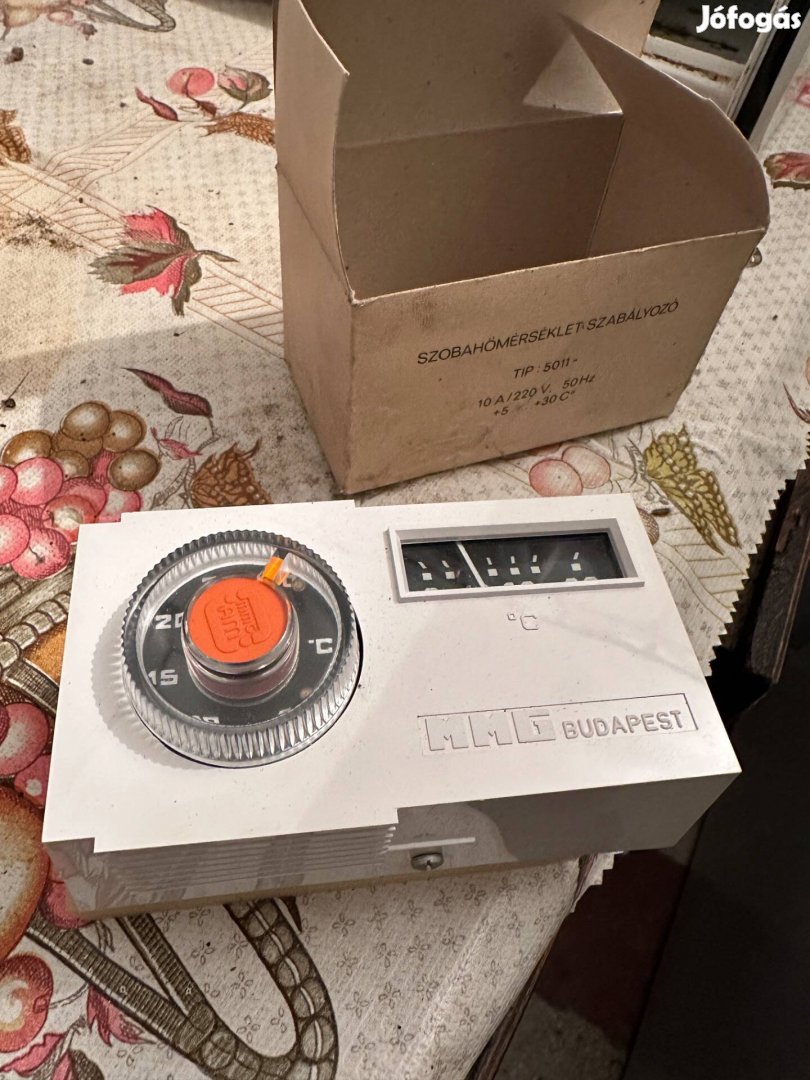 Jófogás
SZOBAHŐMÉRSÉKLET SZABÁLYOZÓ
TIP : 5011-
10 A / 220 V, 50Hz
+5 +30 C°
20
°C
15
°C
MMG BUDAPEST